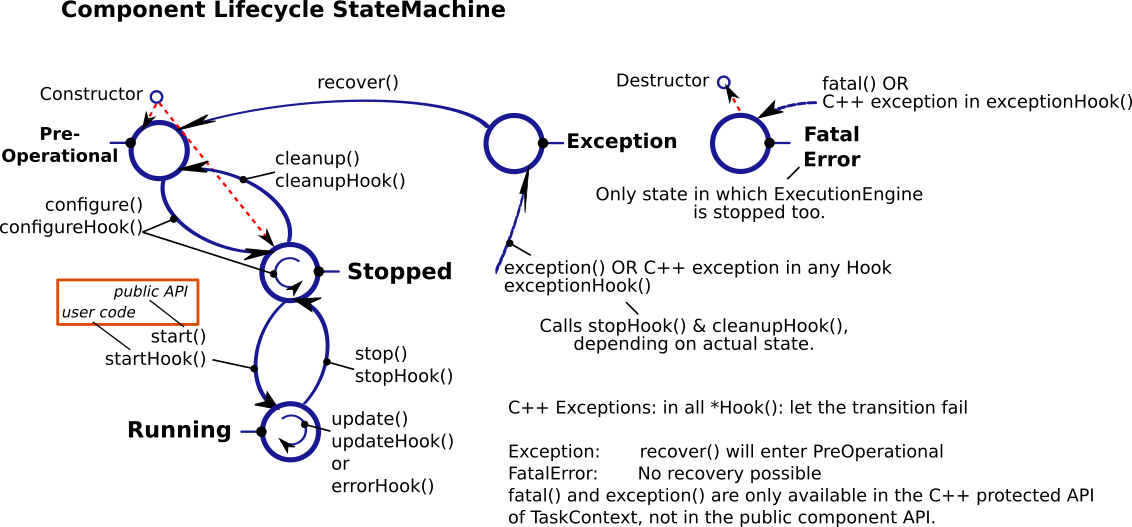 Component Lifecycle StateMachine
Constructor
recover()
Destructor
fatal() OR
C++ exception in exceptionHook()
Pre-
Operational
Exception
Fatal
Error
cleanup()
cleanupHook()
Only state in which ExecutionEngine
is stopped too.
configure()
configureHook()
Stopped
exception() OR C++ exception in any Hook
exceptionHook()
public API
user code
start()
startHook()
Calls stopHook() & cleanupHook(),
depending on actual state.
stop()
stopHook()
Running
update()
updateHook()
or
errorHook()
C++ Exceptions: in all *Hook(): let the transition fail
Exception: recover() will enter PreOperational
FatalError: No recovery possible
fatal() and exception() are only available in the C++ protected API
of TaskContext, not in the public component API.